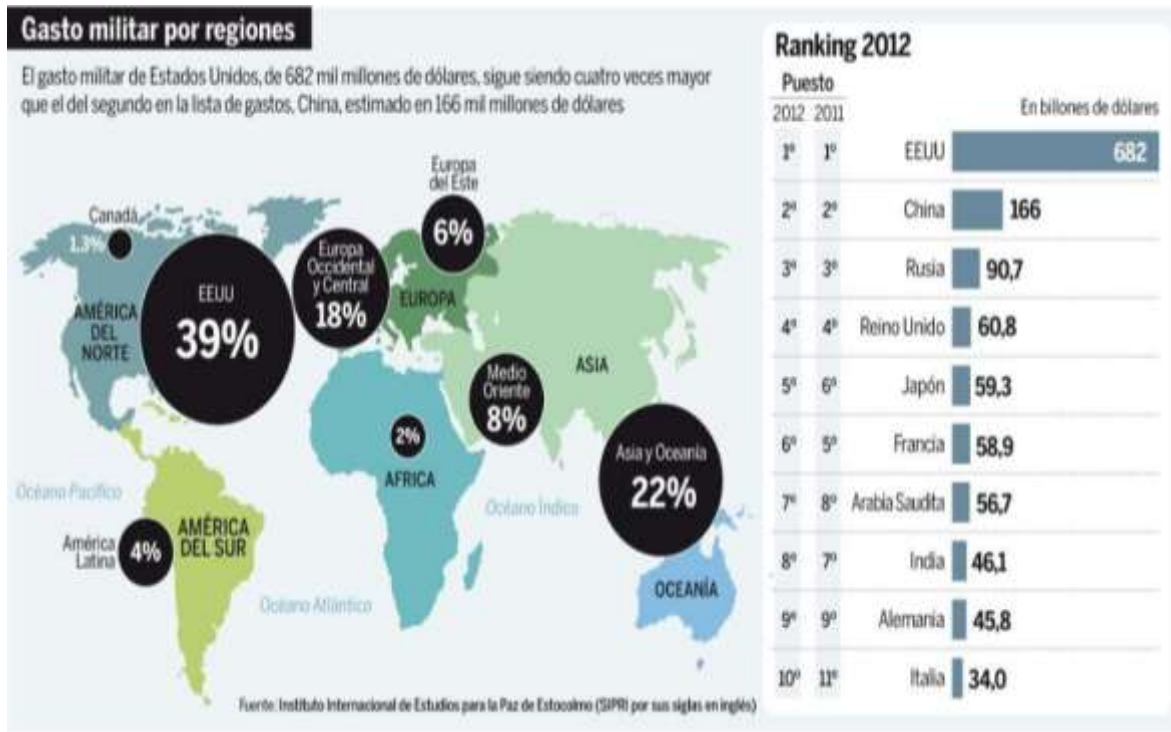 Gasto militar por regiones
El gasto militar de Estados Unidos, de 682 mil millones de dólares, sigue siendo cuatro veces mayor
que el del segundo en la lista de gastos, China, estimado en 166 mil millones de dólares
Canadá
1.3%
EEUU
39%
AMÉRICA
DEL
NORTE
Europa
Occidental
y Central
18%
Europa
del Este
6%
EUROPA
ASIA
Medio
Oriente
8%
2%
AFRICA
Asia y Oceanía
22%
Océano Pacífico
Océano Índico
América
Latina
4%
AMÉRICA
DEL SUR
Océano Atlántico
OCEANÍA
Fuente: Instituto Internacional de Estudios para la Paz de Estocolmo (SIPRI por sus siglas en inglés)
Ranking 2012
Puesto
2012 2011
En billones de dólares
1º 1º EEUU 682
2º 2º China 166
3º 3º Rusia 90,7
4º 4º Reino Unido 60,8
5º 6º Japón 59,3
6º 5º Francia 58,9
7º 8º Arabia Saudita 56,7
8º 7º India 46,1
9º 9º Alemania 45,8
10º 11º Italia 34,0